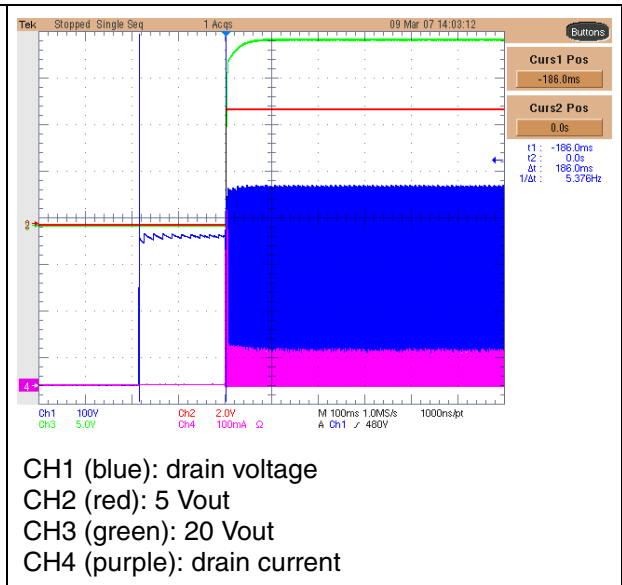 Tek Stopped Single Seq 1 Acqs 09 Mar 07 14:03:12
Buttons
Curs1 Pos
-186.0ms
Curs2 Pos
0.0s
t1 : -186.0ms
t2 : 0.0s
Δt : 186.0ms
1/Δt : 5.376Hz
4
Ch1 100V Ch2 2.0V M 100ms 1.0MS/s 1000ns/pt
Ch3 5.0V Ch4 100mA Ω A Ch1 / 480V
CH1 (blue): drain voltage
CH2 (red): 5 Vout
CH3 (green): 20 Vout
CH4 (purple): drain current